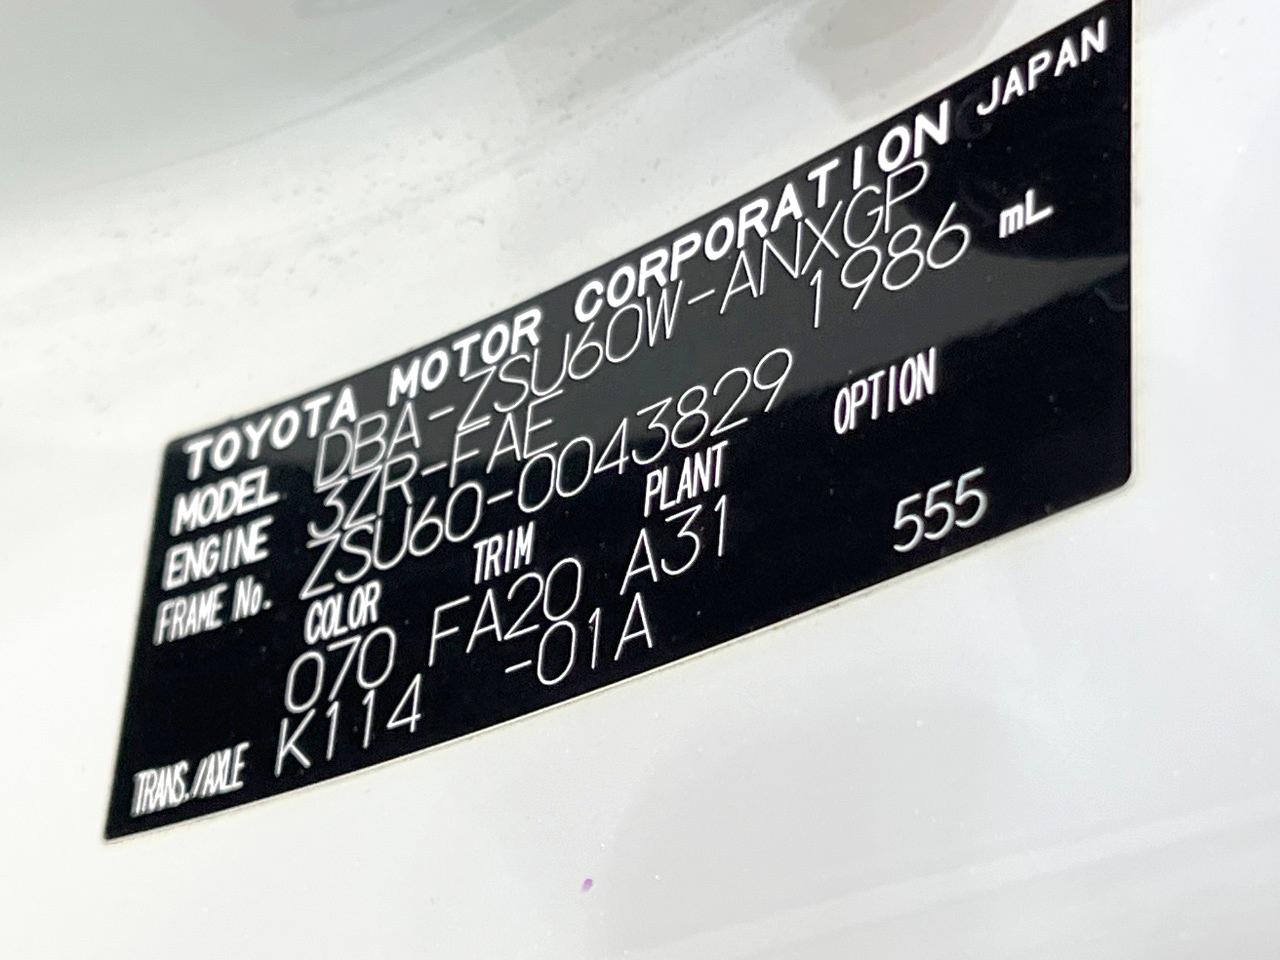 TOYOTA MOTOR CORPORATION JAPAN
MODEL DBA-ZSU60W-ANXGP
ENGINE 3ZR-FAE 1986 mL
FRAME No. ZSU60-0043829
COLOR TRIM PLANT OPTION
070 FA20 A31 555
TRANS./AXLE K114 -01A